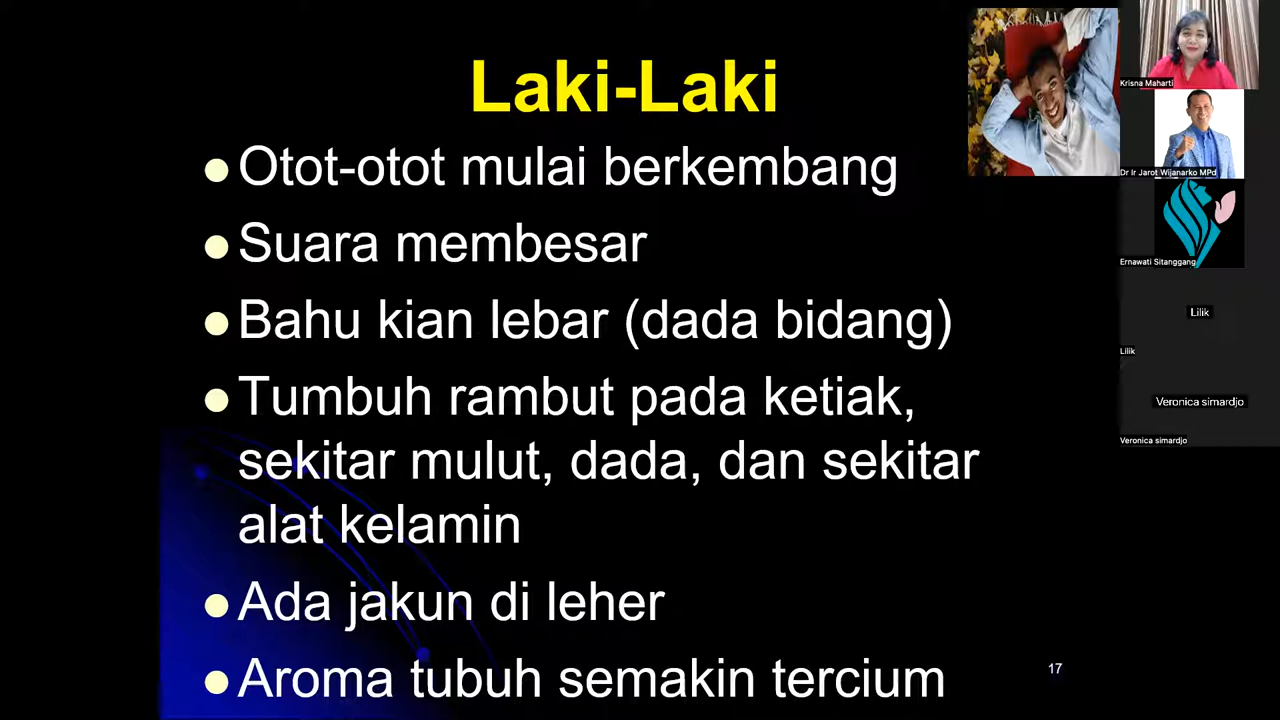 Laki-Laki
Otot-otot mulai berkembang
Suara membesar
Bahu kian lebar (dada bidang)
Tumbuh rambut pada ketiak,
sekitar mulut, dada, dan sekitar
alat kelamin
Ada jakun di leher
Aroma tubuh semakin tercium
17
Krisna Maharti
Dr Ir Jarot Wijanarko MPd
Ernawati Sitanggang
Lilik
Lilik
Veronica simardjo
Veronica simardjo